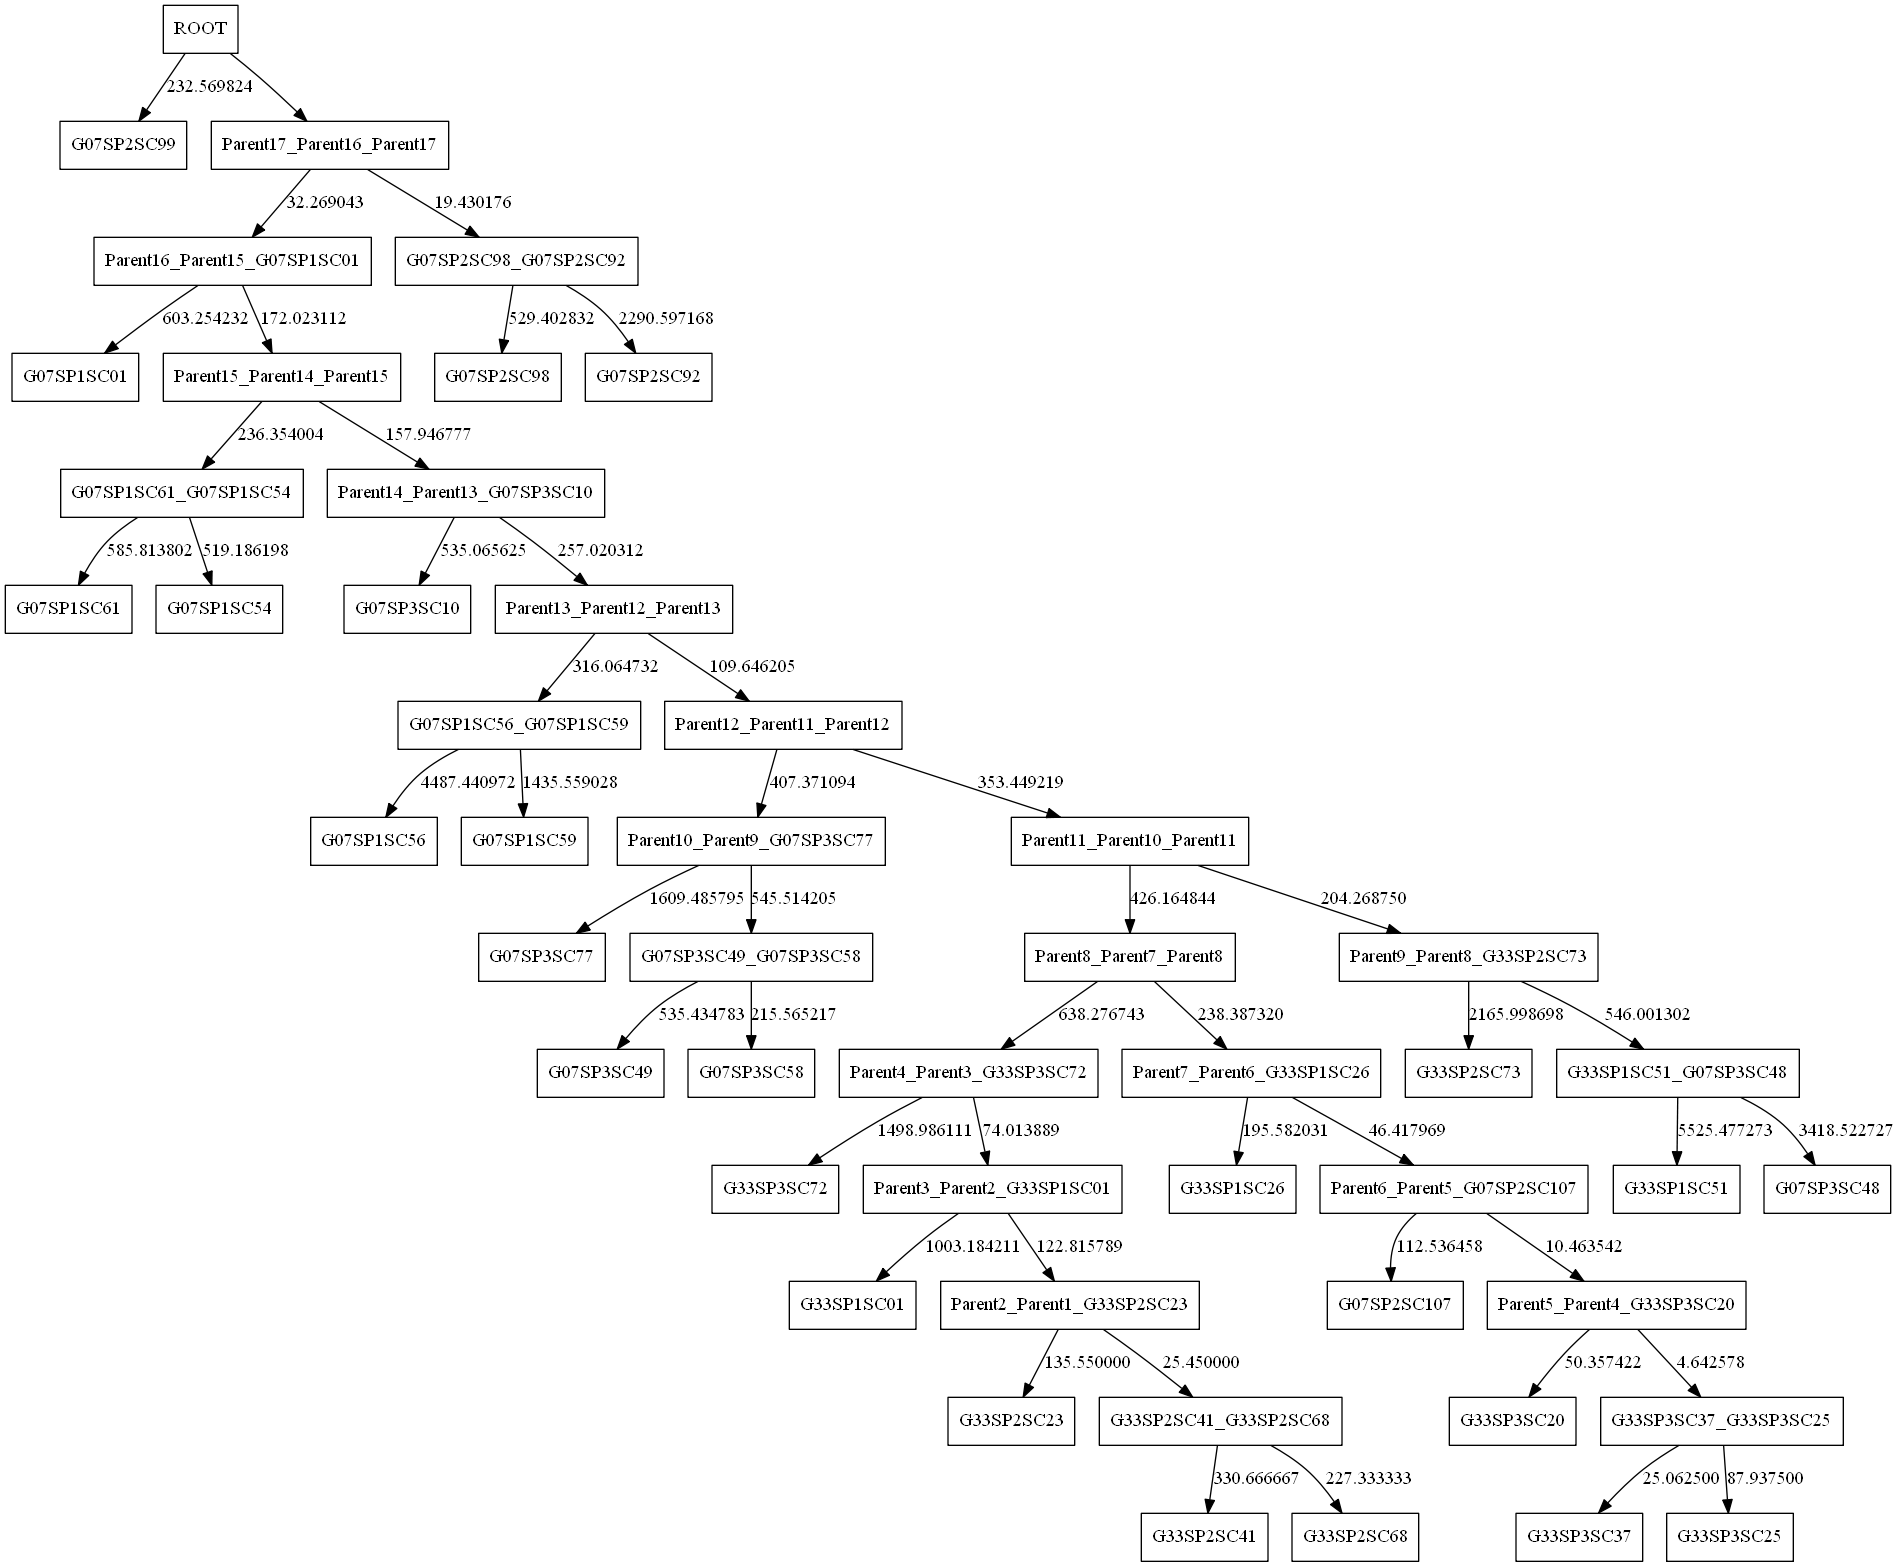 ROOT
232.569824
G07SP2SC99
Parent17_Parent16_Parent17
32.269043
19.430176
Parent16_Parent15_G07SP1SC01
G07SP2SC98_G07SP2SC92
603.254232
172.023112
529.402832
2290.597168
G07SP1SC01
Parent15_Parent14_Parent15
G07SP2SC98
G07SP2SC92
236.354004
157.946777
G07SP1SC61_G07SP1SC54
Parent14_Parent13_G07SP3SC10
585.813802
519.186198
535.065625
257.020312
G07SP1SC61
G07SP1SC54
G07SP3SC10
Parent13_Parent12_Parent13
316.064732
109.646205
G07SP1SC56_G07SP1SC59
Parent12_Parent11_Parent12
4487.440972
1435.559028
407.371094
353.449219
G07SP1SC56
G07SP1SC59
Parent10_Parent9_G07SP3SC77
Parent11_Parent10_Parent11
1609.485795
545.514205
426.164844
204.268750
G07SP3SC77
G07SP3SC49_G07SP3SC58
Parent8_Parent7_Parent8
Parent9_Parent8_G33SP2SC73
535.434783
215.565217
638.276743
238.387320
2165.998698
546.001302
G07SP3SC49
G07SP3SC58
Parent4_Parent3_G33SP3SC72
Parent7_Parent6_G33SP1SC26
G33SP2SC73
G33SP1SC51_G07SP3SC48
1498.986111
74.013889
195.582031
46.417969
5525.477273
3418.522727
G33SP3SC72
Parent3_Parent2_G33SP1SC01
G33SP1SC26
Parent6_Parent5_G07SP2SC107
G33SP1SC51
G07SP3SC48
1003.184211
122.815789
112.536458
10.463542
G33SP1SC01
Parent2_Parent1_G33SP2SC23
G07SP2SC107
Parent5_Parent4_G33SP3SC20
135.550000
25.450000
50.357422
4.642578
G33SP2SC23
G33SP2SC41_G33SP2SC68
G33SP3SC20
G33SP3SC37_G33SP3SC25
330.666667
227.333333
25.062500
87.937500
G33SP2SC41
G33SP2SC68
G33SP3SC37
G33SP3SC25